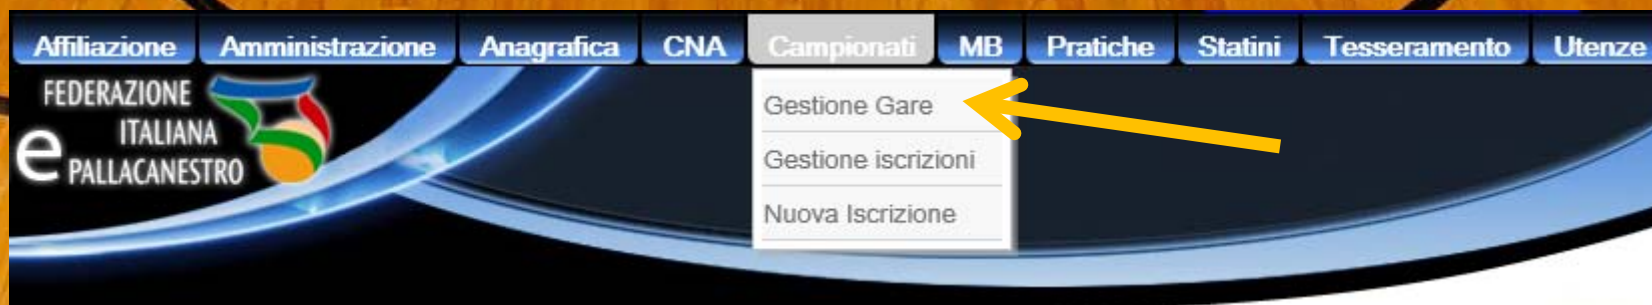 Affiliazione Amministrazione Anagrafica CNA Campionati MB Pratiche Statini Tesseramento Utenze
FEDERAZIONE
ITALIANA
e PALLACANESTRO
Gestione Gare
Gestione iscrizioni
Nuova Iscrizione